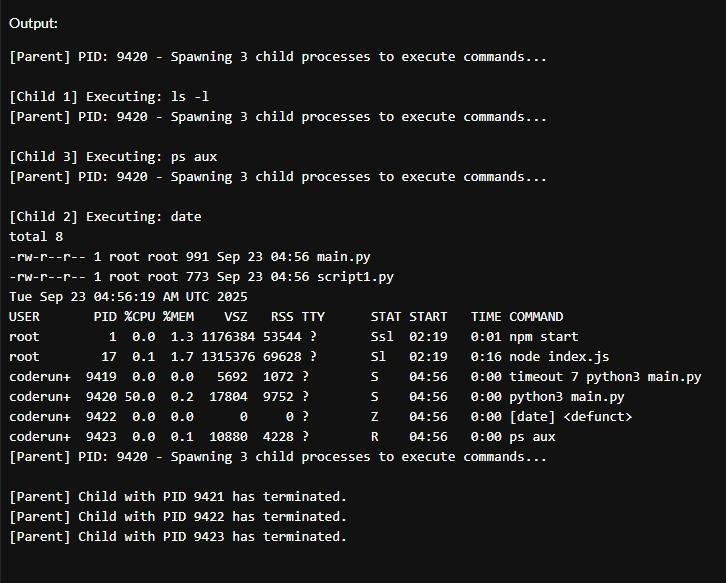 Output:
[Parent] PID: 9420 - Spawning 3 child processes to execute commands...
[Child 1] Executing: ls -l
[Parent] PID: 9420 - Spawning 3 child processes to execute commands...
[Child 3] Executing: ps aux
[Parent] PID: 9420 - Spawning 3 child processes to execute commands...
[Child 2] Executing: date
total 8
-rw-r--r-- 1 root root 991 Sep 23 04:56 main.py
-rw-r--r-- 1 root root 773 Sep 23 04:56 script1.py
Tue Sep 23 04:56:19 AM UTC 2025
USER         PID %CPU %MEM    VSZ   RSS TTY      STAT START   TIME COMMAND
root           1  0.0  1.3 1176384 53544 ?       Ssl  02:19   0:01 npm start
root          17  0.1  1.7 1315376 69628 ?       Sl   02:19   0:16 node index.js
coderun+  9419  0.0  0.0   5692  1072 ?        S    04:56   0:00 timeout 7 python3 main.py
coderun+  9420 50.0  0.2  17804  9752 ?        S    04:56   0:00 python3 main.py
coderun+  9422  0.0  0.0      0     0 ?        Z    04:56   0:00 [date] <defunct>
coderun+  9423  0.0  0.1  10880  4228 ?        R    04:56   0:00 ps aux
[Parent] PID: 9420 - Spawning 3 child processes to execute commands...
[Parent] Child with PID 9421 has terminated.
[Parent] Child with PID 9422 has terminated.
[Parent] Child with PID 9423 has terminated.